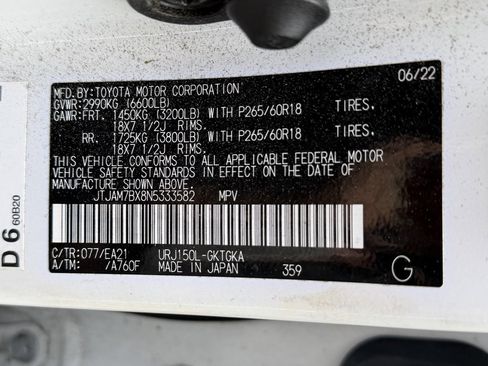 06/22
MFD.BY:TOYOTA MOTOR CORPORATION
GVWR:2990KG (6600LB)
GAWR:FRT. 1450KG (3200LB) WITH P265/60R18 TIRES.
18X7 1/2J RIMS.
RR. 1725KG (3800LB) WITH P265/60R18 TIRES.
18X7 1/2J RIMS.
THIS VEHICLE CONFORMS TO ALL APPLICABLE FEDERAL MOTOR
VEHICLE SAFETY STANDARDS IN EFFECT ON THE DATE OF
MANUFACTURE SHOWN ABOVE.
JTJAM7BX8N5333582 MPV
C/TR:077/EA21 URJ150L-GKTGKA
A/TM: /A760F MADE IN JAPAN 359
G
D 6 60B20